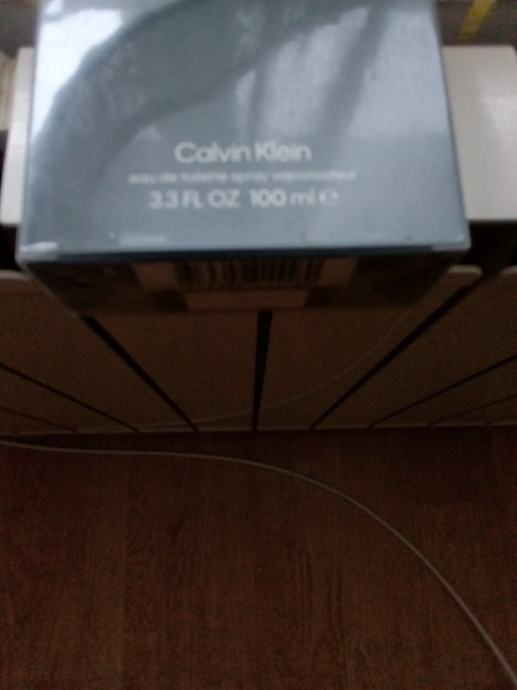 Calvin Klein
eau de toilette spray vaporisateur
3.3 FL OZ 100 ml ℮